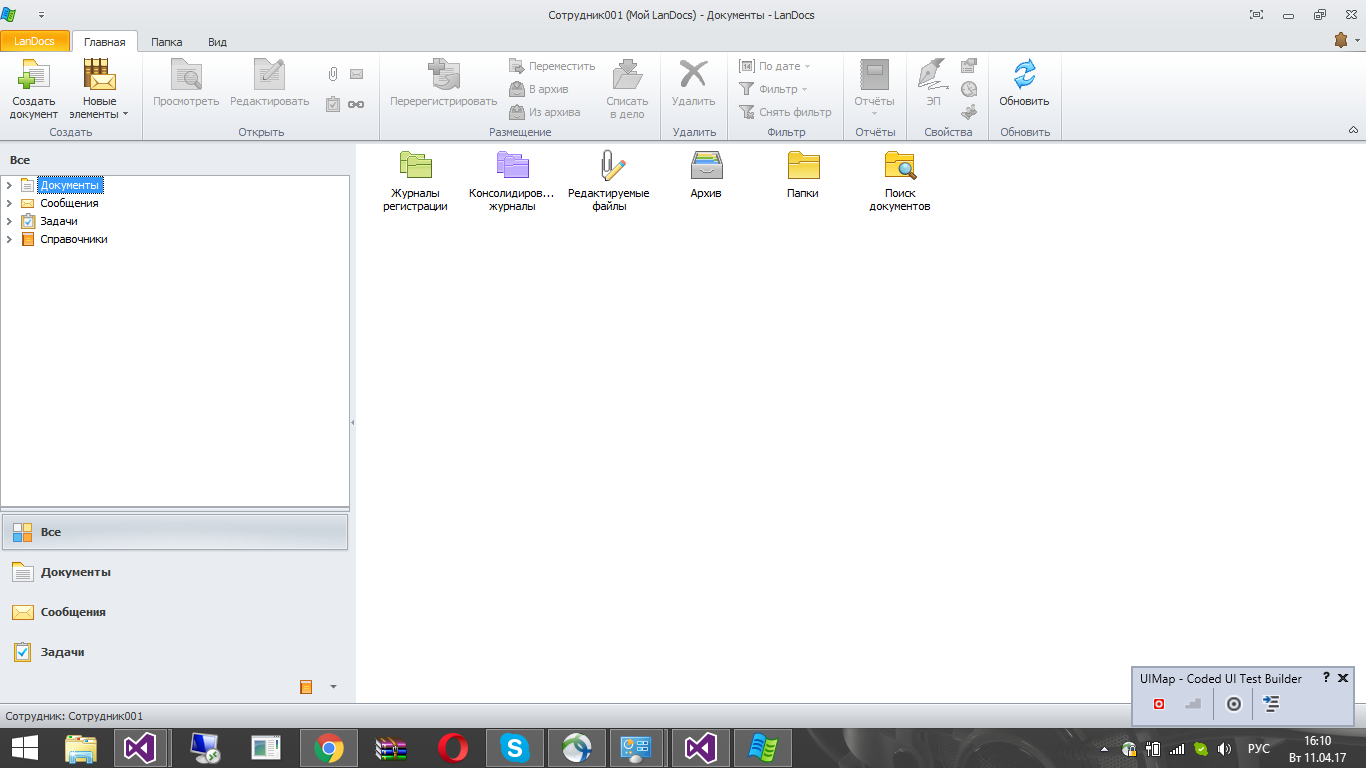 Сотрудник001 (Мой LanDocs) - Документы - LanDocs
LanDocs Главная Папка Вид
Создать документ
Новые элементы
Создать
Просмотреть
Редактировать
Открыть
Перерегистрировать
Переместить
В архив
Из архива
Списать в дело
Размещение
Удалить
Удалить
14 По дате
Фильтр
Снять фильтр
Фильтр
Отчёты
Отчёты
ЭП
Свойства
Обновить
Обновить
Все
Документы
Сообщения
Задачи
Справочники
Журналы регистрации
Консолидиров... журналы
Редактируемые файлы
Архив
Папки
Поиск документов
Все
Документы
Сообщения
Задачи
UIMap - Coded UI Test Builder ?
Сотрудник: Сотрудник001
РУС
16:10
Вт 11.04.17